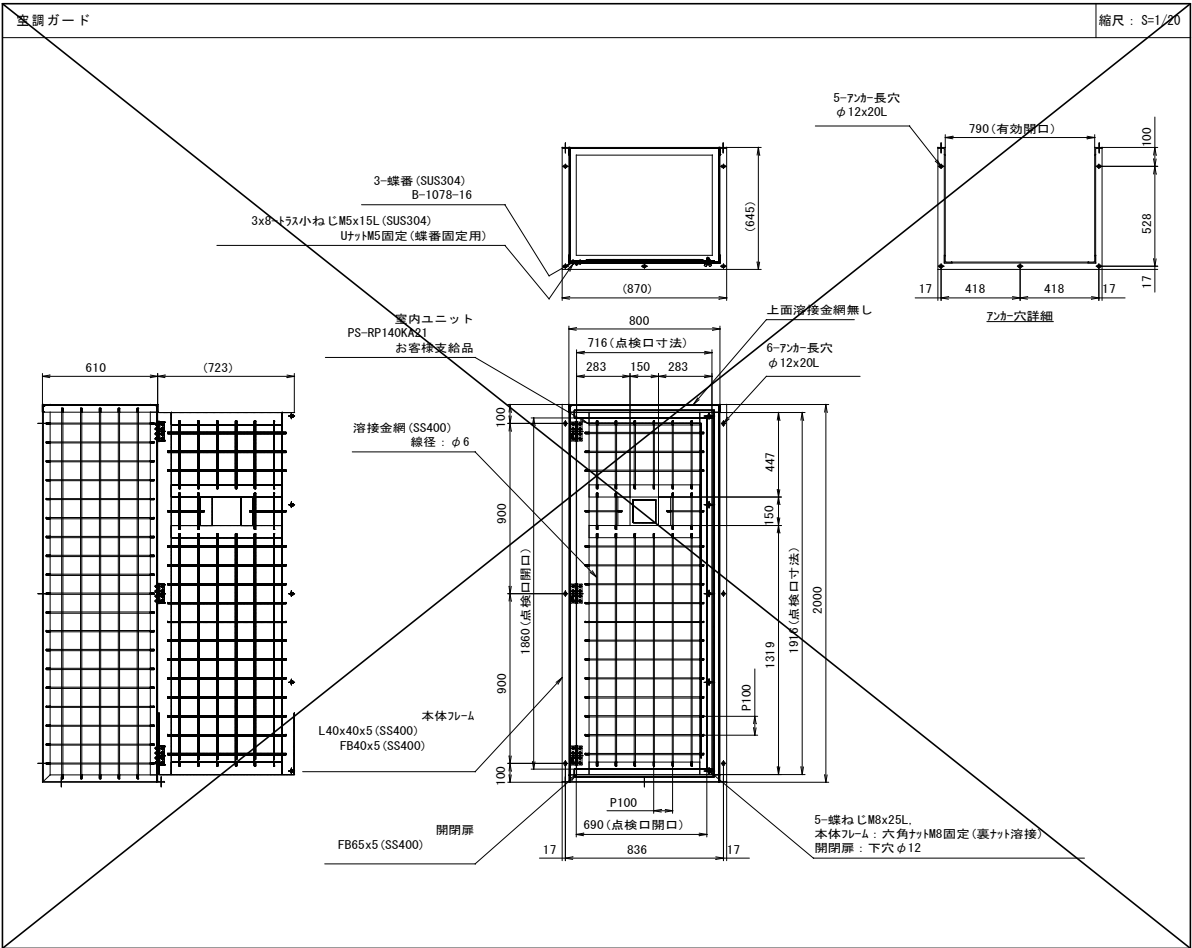 空調ガード
縮尺：S=1/20
5-アンカー長穴
φ12x20L
790(有効開口)
100
528
17
17
418
418
17
アンカー穴詳細
3-蝶番(SUS304)
B-1078-16
3x8-トラス小ねじM5x15L(SUS304)
UナットM5固定(蝶番固定用)
(645)
(870)
室内ユニット
PS-RP140KA21
お客様支給品
800
上面溶接金網無し
716(点検口寸法)
6-アンカー長穴
φ12x20L
283
150
283
610
(723)
溶接金網(SS400)
線径：φ6
100
900
900
100
1860(点検口開口)
447
150
1319
1916(点検口寸法)
2000
P100
本体フレーム
L40x40x5(SS400)
FB40x5(SS400)
P100
690(点検口開口)
開閉扉
FB65x5(SS400)
17
836
17
5-蝶ねじM8x25L,
本体フレーム：六角ナットM8固定(裏ナット溶接)
開閉扉：下穴φ12